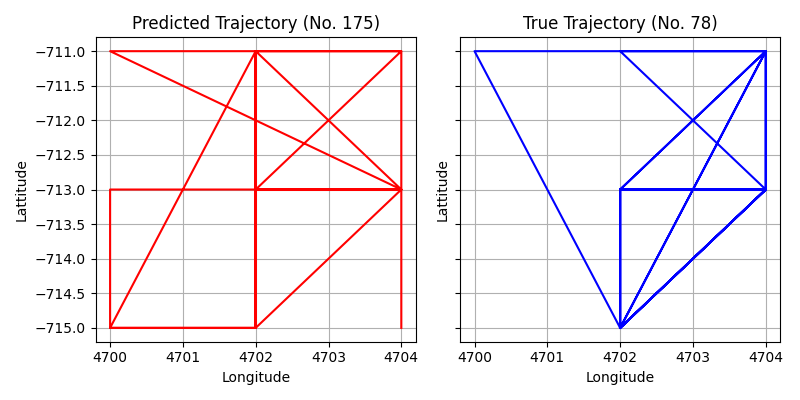 Predicted Trajectory (No. 175)
−711.0
−711.5
−712.0
−712.5
−713.0
−713.5
−714.0
−714.5
−715.0
Lattitude
4700 4701 4702 4703 4704
Longitude
True Trajectory (No. 78)
Lattitude
4700 4701 4702 4703 4704
Longitude